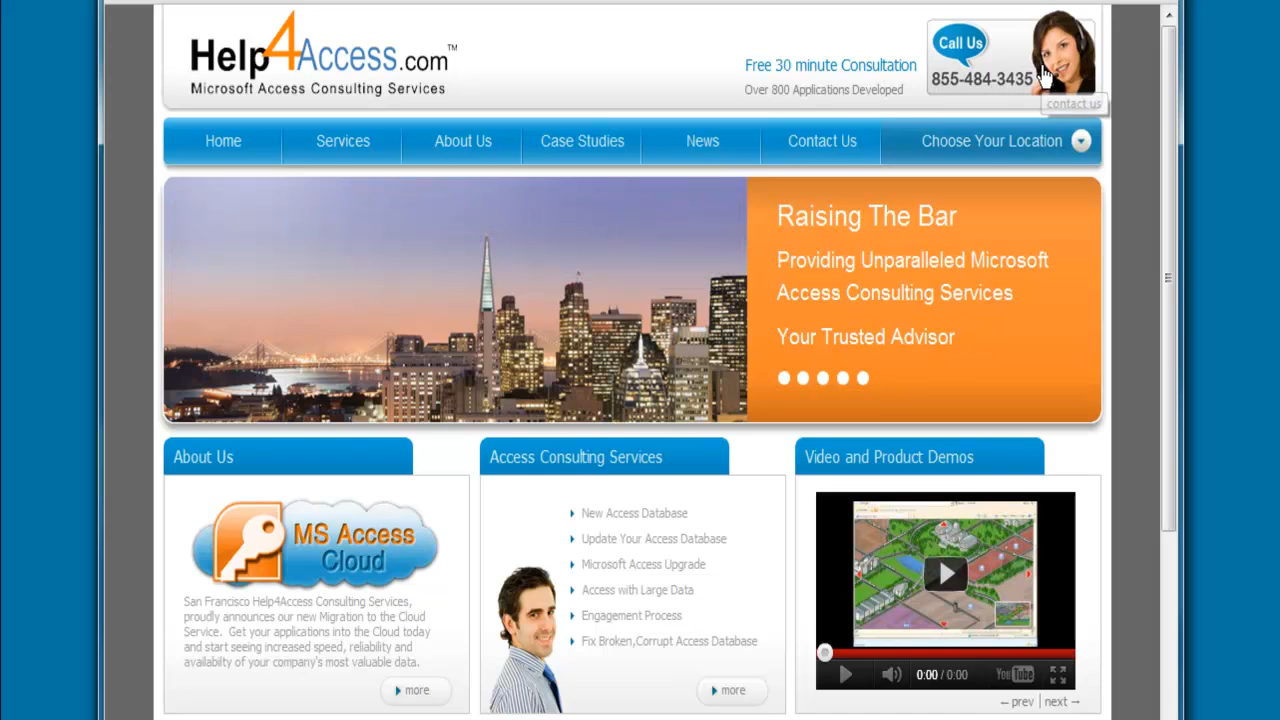 Help4Access.com™
Microsoft Access Consulting Services
Free 30 minute Consultation
Over 800 Applications Developed
Call Us
855-484-3435
contact us
Home
Services
About Us
Case Studies
News
Contact Us
Choose Your Location
Raising The Bar
Providing Unparalleled Microsoft
Access Consulting Services
Your Trusted Advisor
About Us
MS Access
Cloud
San Francisco Help4Access Consulting Services,
proudly announces our new Migration to the Cloud
Service. Get your applications into the Cloud today
and start seeing increased speed, reliability and
availabilty of your company's most valuable data.
more
Access Consulting Services
New Access Database
Update Your Access Database
Microsoft Access Upgrade
Access with Large Data
Engagement Process
Fix Broken,Corrupt Access Database
more
Video and Product Demos
0:00 / 0:00
YouTube
← prev | next →